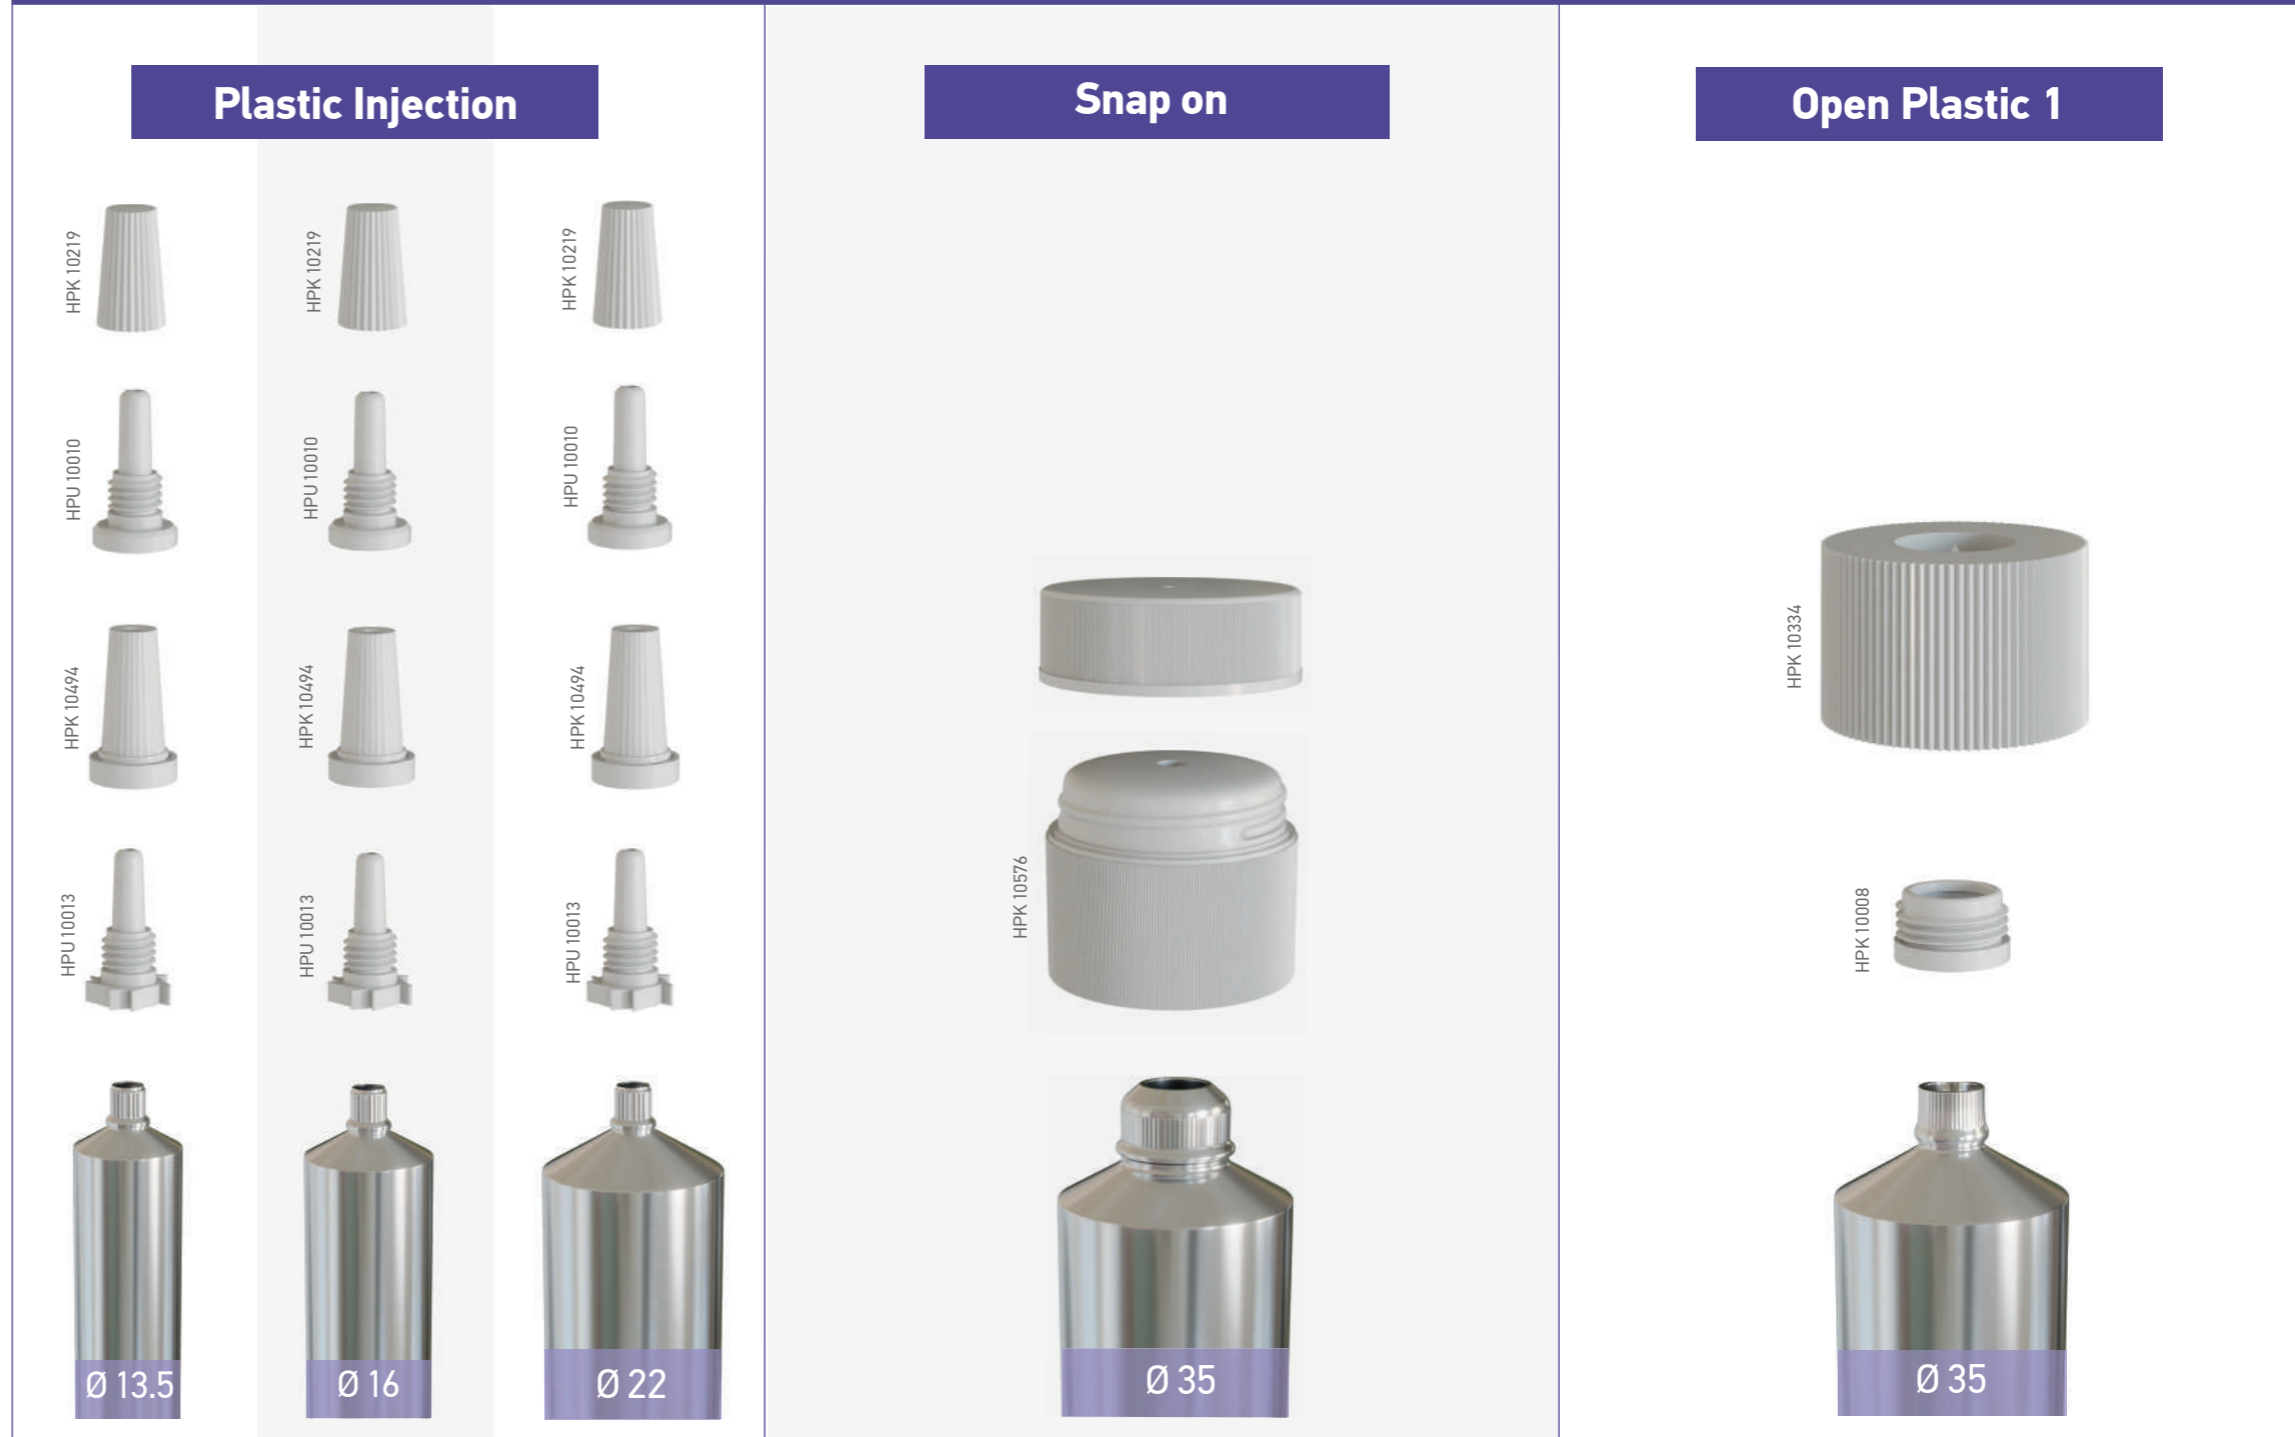 Plastic Injection
Snap on
Open Plastic 1
HPK 10219
HPK 10219
HPK 10219
HPU 10010
HPU 10010
HPU 10010
HPK 10494
HPK 10494
HPK 10494
HPK 10334
HPU 10013
HPU 10013
HPU 10013
HPK 10576
HPK 10008
Ø 13.5
Ø 16
Ø 22
Ø 35
Ø 35